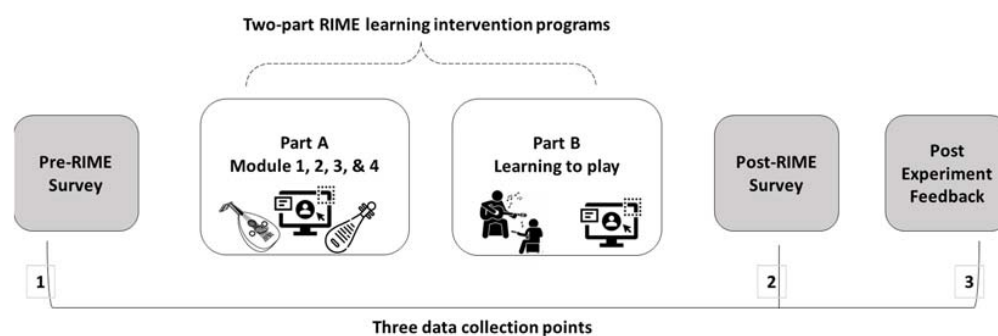 Two-part RIME learning intervention programs
Pre-RIME
Survey
Part A
Module 1, 2, 3, & 4
Part B
Learning to play
Post-RIME
Survey
Post
Experiment
Feedback
1
2
3
Three data collection points